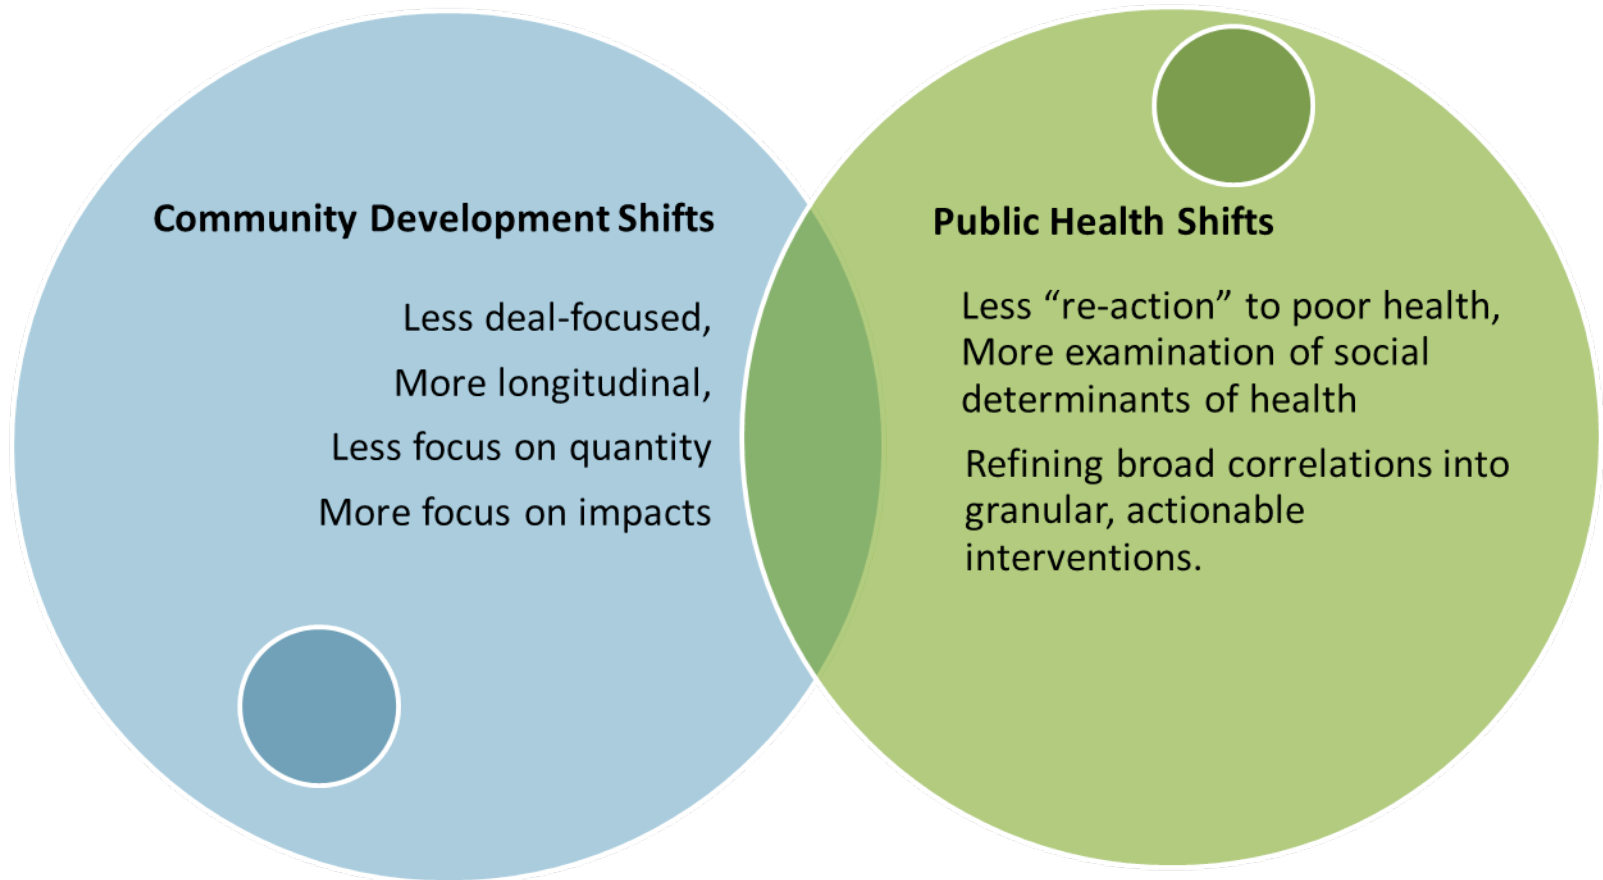 Community Development Shifts
Less deal-focused,
More longitudinal,
Less focus on quantity
More focus on impacts
Public Health Shifts
Less “re-action” to poor health,
More examination of social
determinants of health
Refining broad correlations into
granular, actionable
interventions.